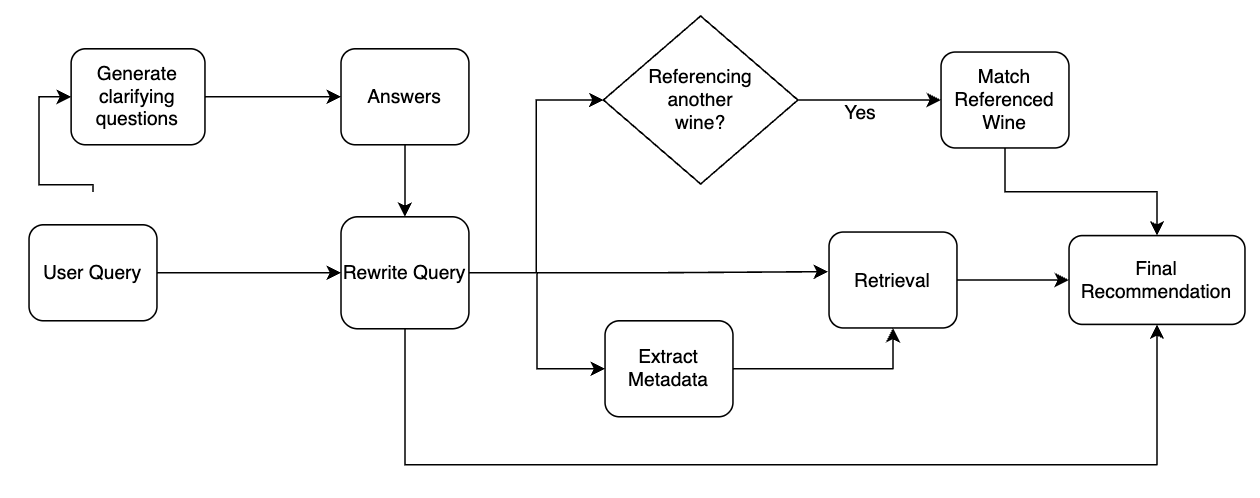 Generate
clarifying
questions
Answers
Referencing
another
wine?
Yes
Match
Referenced
Wine
User Query
Rewrite Query
Retrieval
Final
Recommendation
Extract
Metadata